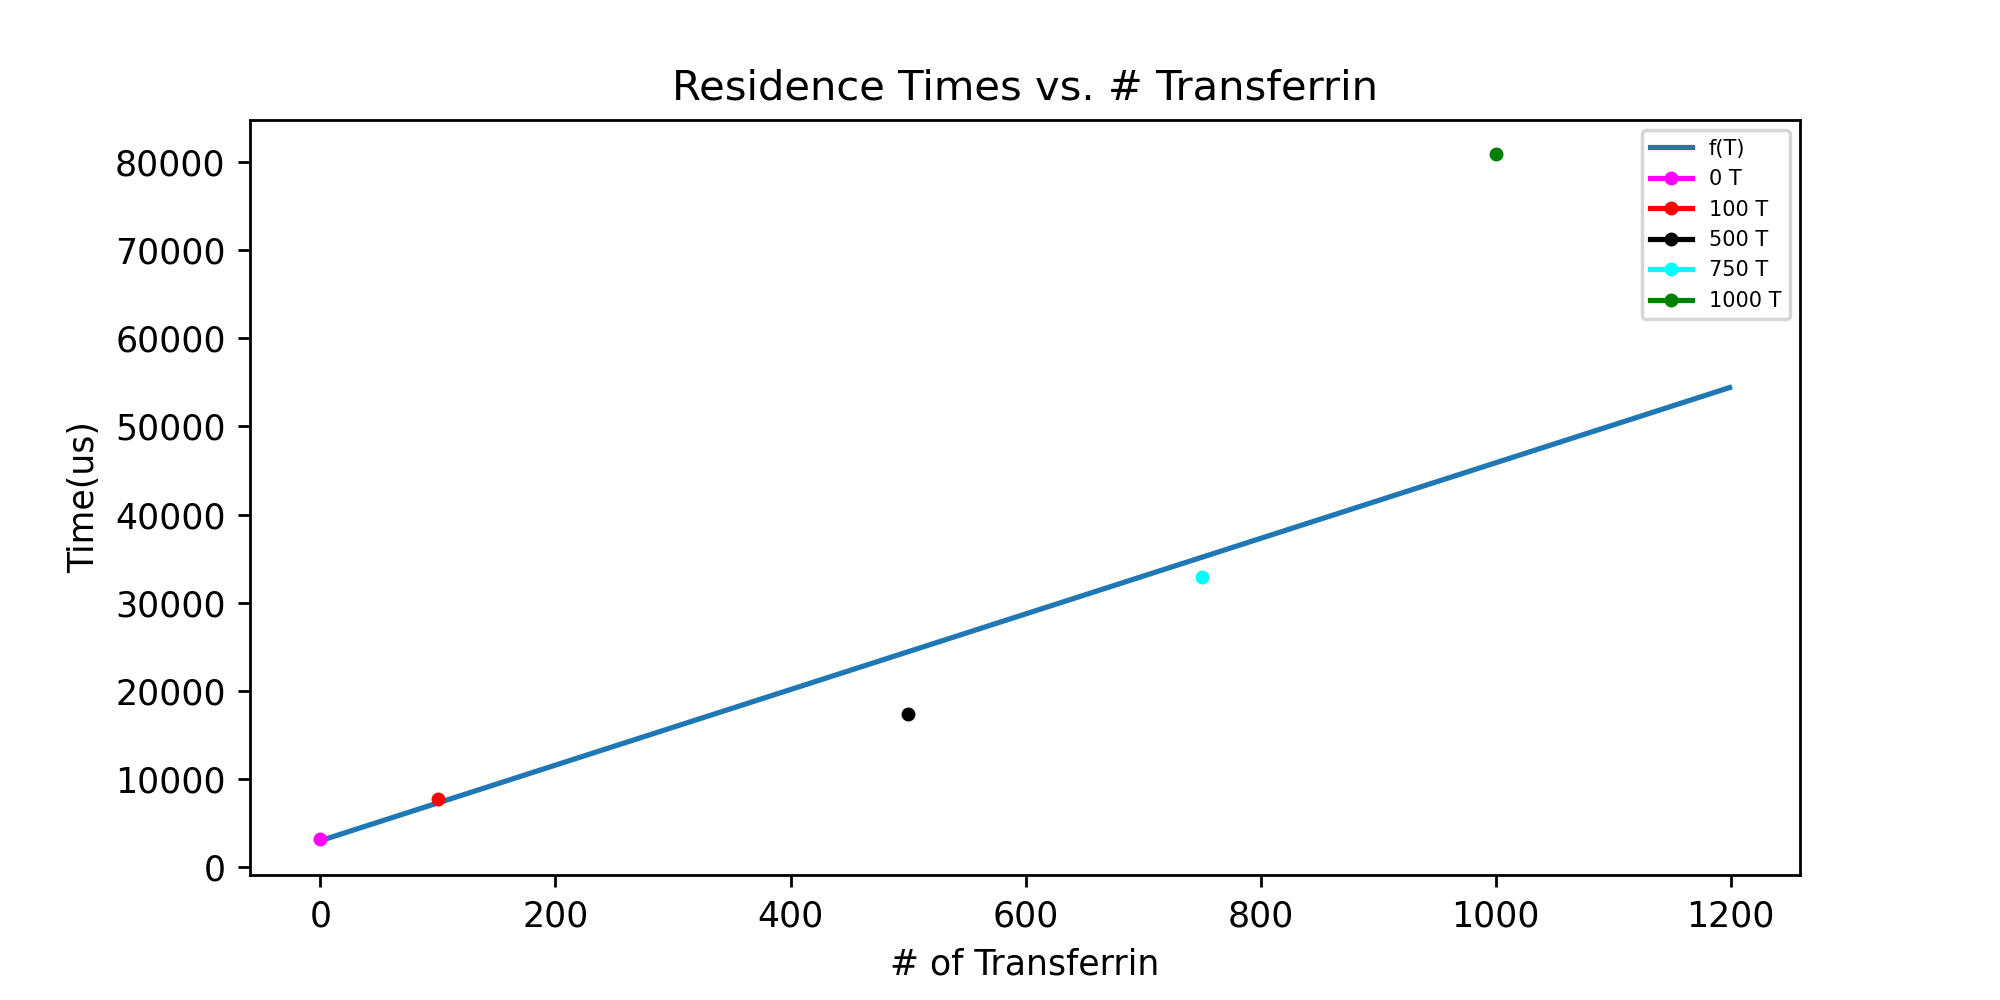 Residence Times vs. # Transferrin
f(T)
0 T
100 T
500 T
750 T
1000 T
80000
70000
60000
50000
40000
30000
20000
10000
0
Time(us)
0 200 400 600 800 1000 1200
# of Transferrin